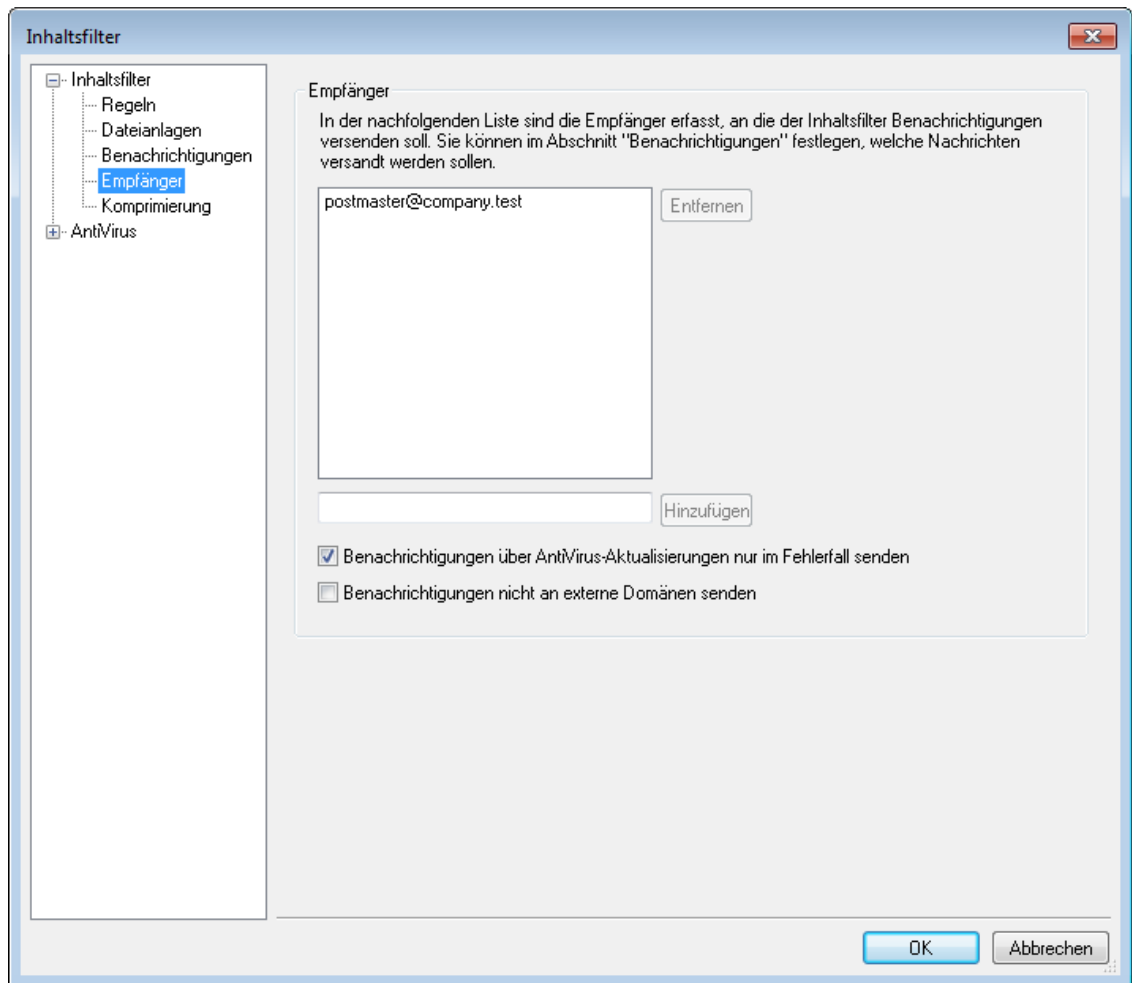 Inhaltsfilter
Inhaltsfilter
Regeln
Dateianlagen
Benachrichtigungen
Empfänger
Komprimierung
AntiVirus
Empfänger
In der nachfolgenden Liste sind die Empfänger erfasst, an die der Inhaltsfilter Benachrichtigungen
versenden soll. Sie können im Abschnitt "Benachrichtigungen" festlegen, welche Nachrichten
versandt werden sollen.
postmaster@company.test
Entfernen
Hinzufügen
Benachrichtigungen über AntiVirus-Aktualisierungen nur im Fehlerfall senden
Benachrichtigungen nicht an externe Domänen senden
OK
Abbrechen